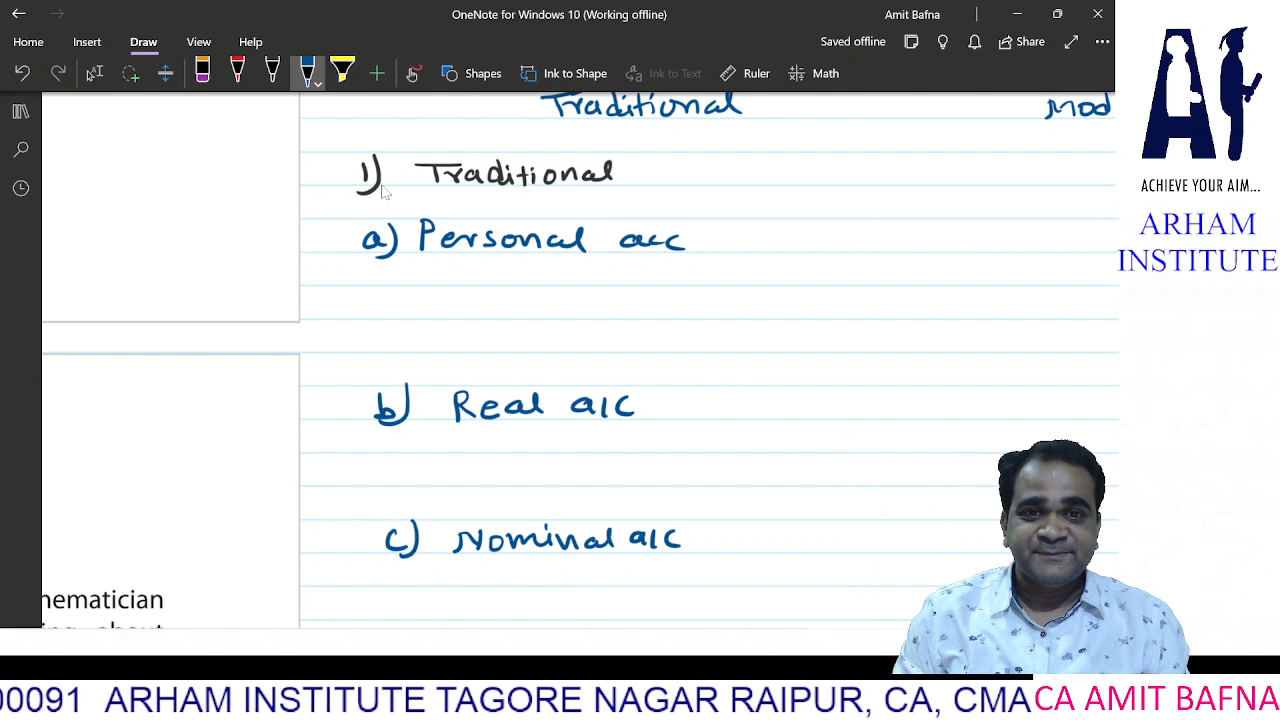 OneNote for Windows 10 (Working offline)
Amit Bafna
Home Insert Draw View Help
Saved offline
Share
Shapes
Ink to Shape
Ink to Text
Ruler
Math
Traditional
Mod
1) Traditional
a) Personal acc
b) Real a/c
c) Nominal a/c
hematician
ACHIEVE YOUR AIM...
ARHAM
INSTITUTE
00091 ARHAM INSTITUTE TAGORE NAGAR RAIPUR, CA, CMA
CA AMIT BAFNA